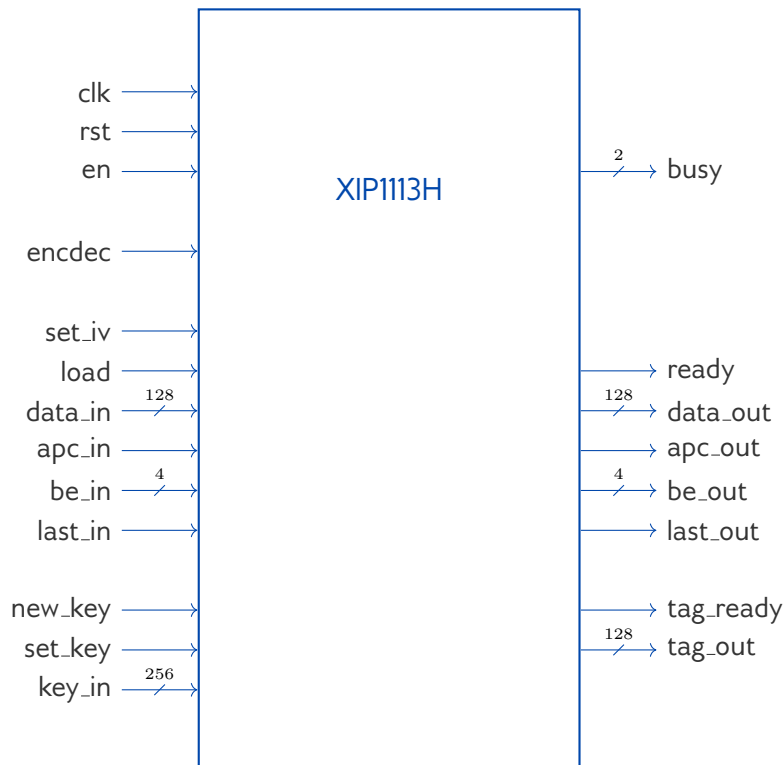 clk
rst
en
encdec
set_iv
load
128
data_in
apc_in
4
be_in
last_in
new_key
set_key
256
key_in
XIP1113H
2
busy
ready
128
data_out
apc_out
4
be_out
last_out
tag_ready
128
tag_out